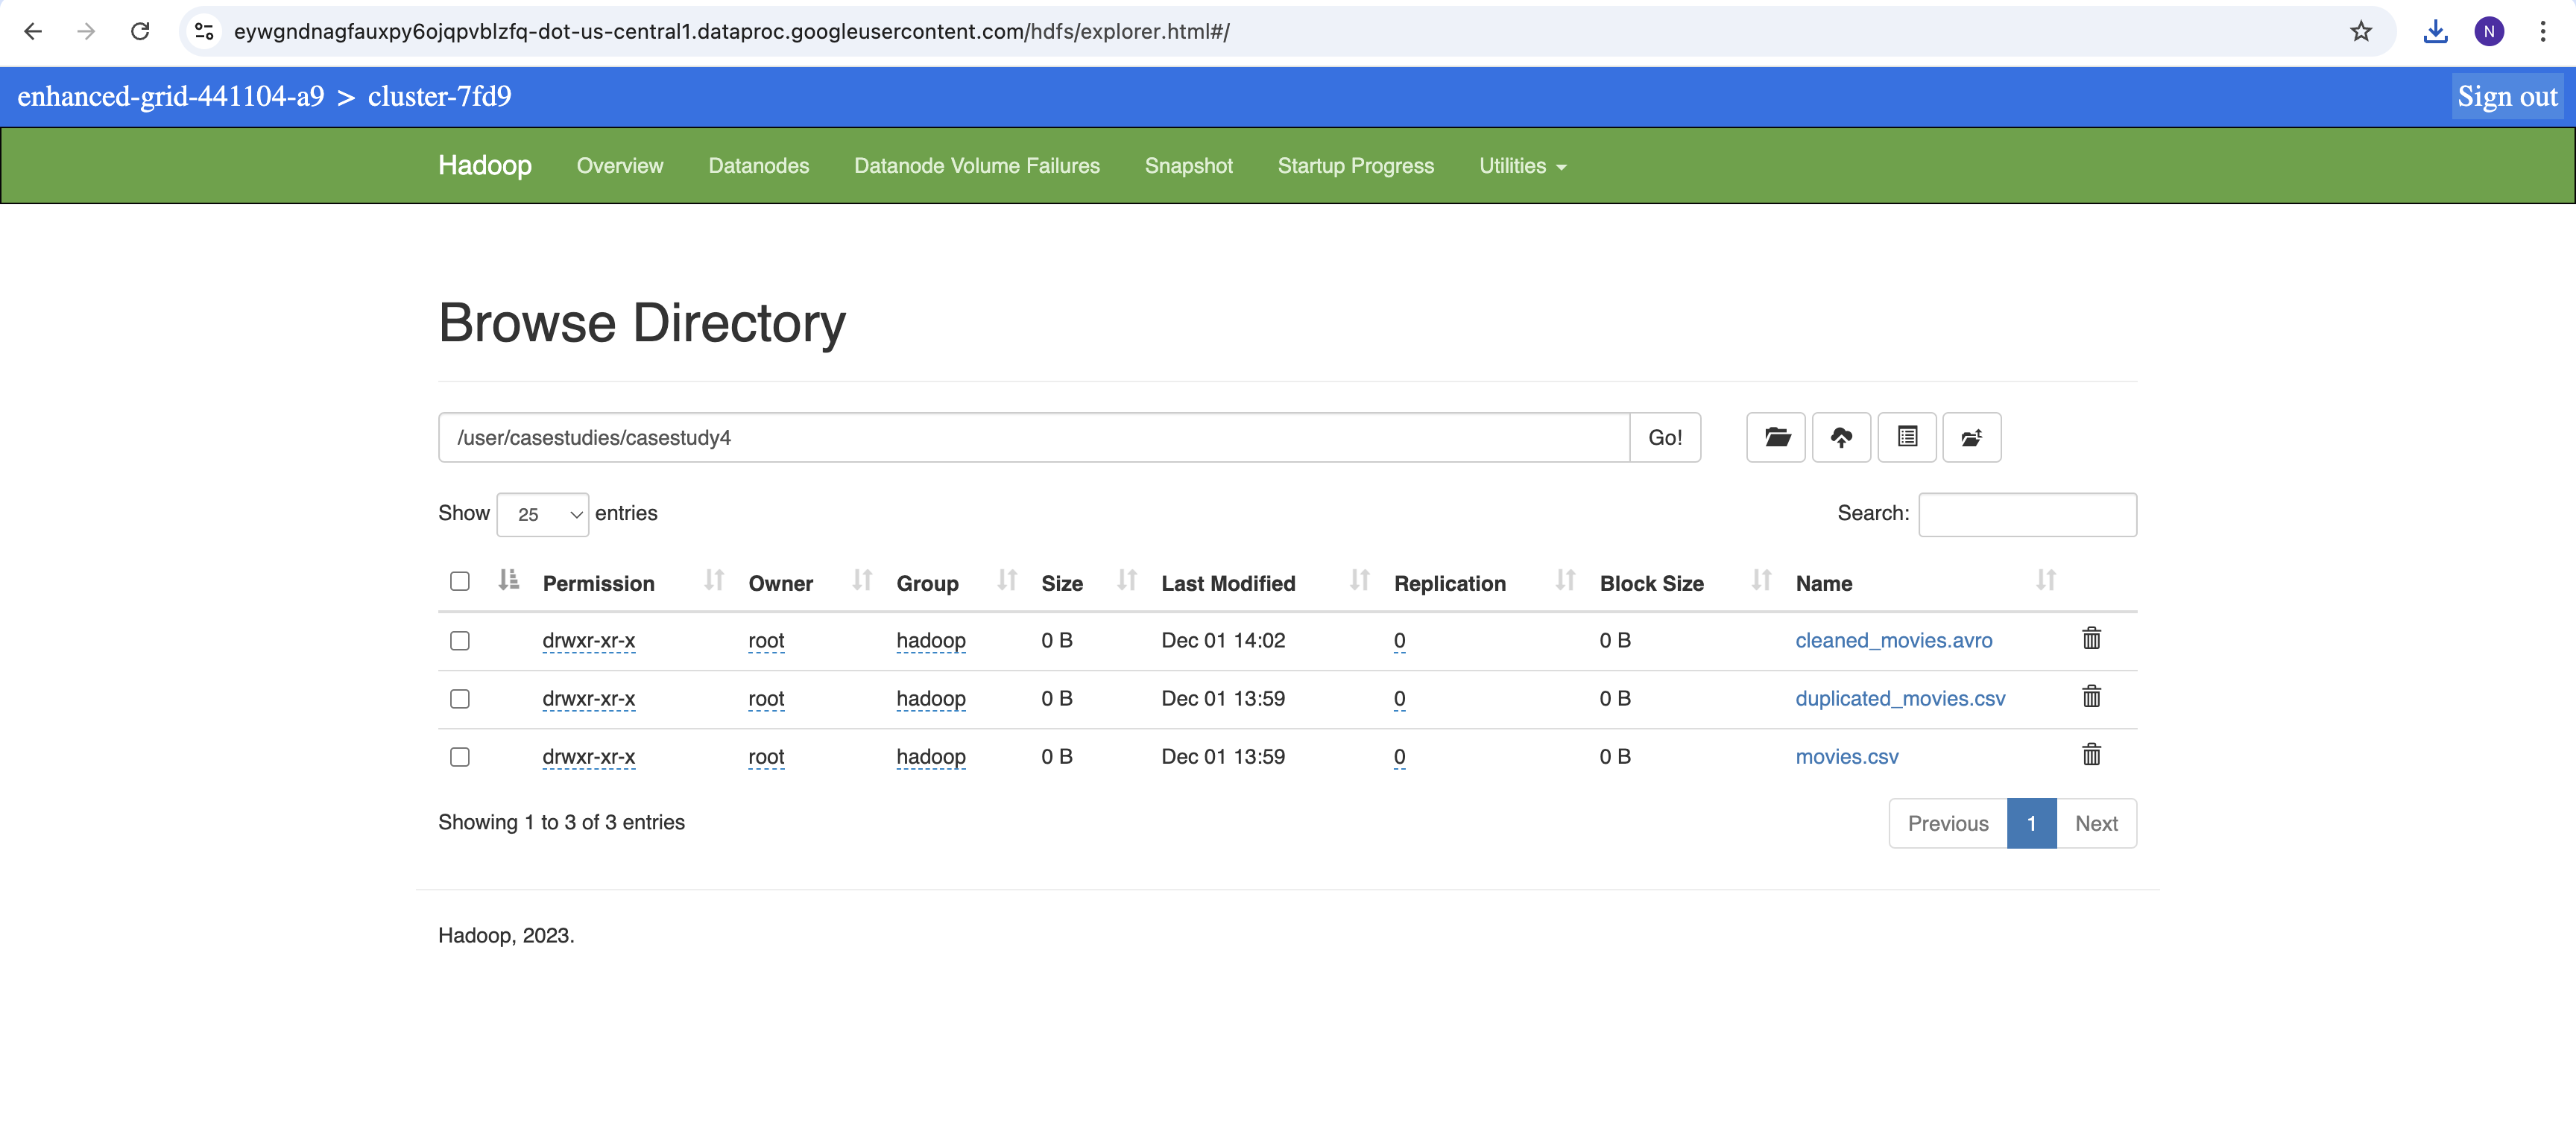 eywgndnagfauxpy6ojqpvblzfq-dot-us-central1.dataproc.googleusercontent.com/hdfs/explorer.html#/
N
enhanced-grid-441104-a9 > cluster-7fd9
Sign out
Hadoop Overview Datanodes Datanode Volume Failures Snapshot Startup Progress Utilities
Browse Directory
/user/casestudies/casestudy4 Go!
Show 25 entries Search:
Permission Owner Group Size Last Modified Replication Block Size Name
drwxr-xr-x root hadoop 0 B Dec 01 14:02 0 0 B cleaned_movies.avro
drwxr-xr-x root hadoop 0 B Dec 01 13:59 0 0 B duplicated_movies.csv
drwxr-xr-x root hadoop 0 B Dec 01 13:59 0 0 B movies.csv
Showing 1 to 3 of 3 entries Previous 1 Next
Hadoop, 2023.